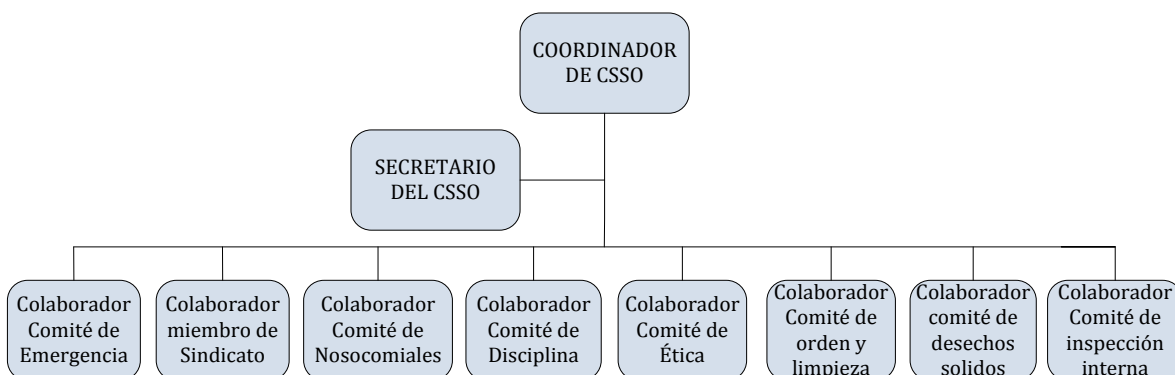 COORDINADOR
DE CSSO
SECRETARIO
DEL CSSO
Colaborador
Comité de
Emergencia
Colaborador
miembro de
Sindicato
Colaborador
Comité de
Nosocomiales
Colaborador
Comité de
Disciplina
Colaborador
Comité de
Ética
Colaborador
Comité de
orden y
limpieza
Colaborador
comité de
desechos
solidos
Colaborador
Comité de
inspección
interna